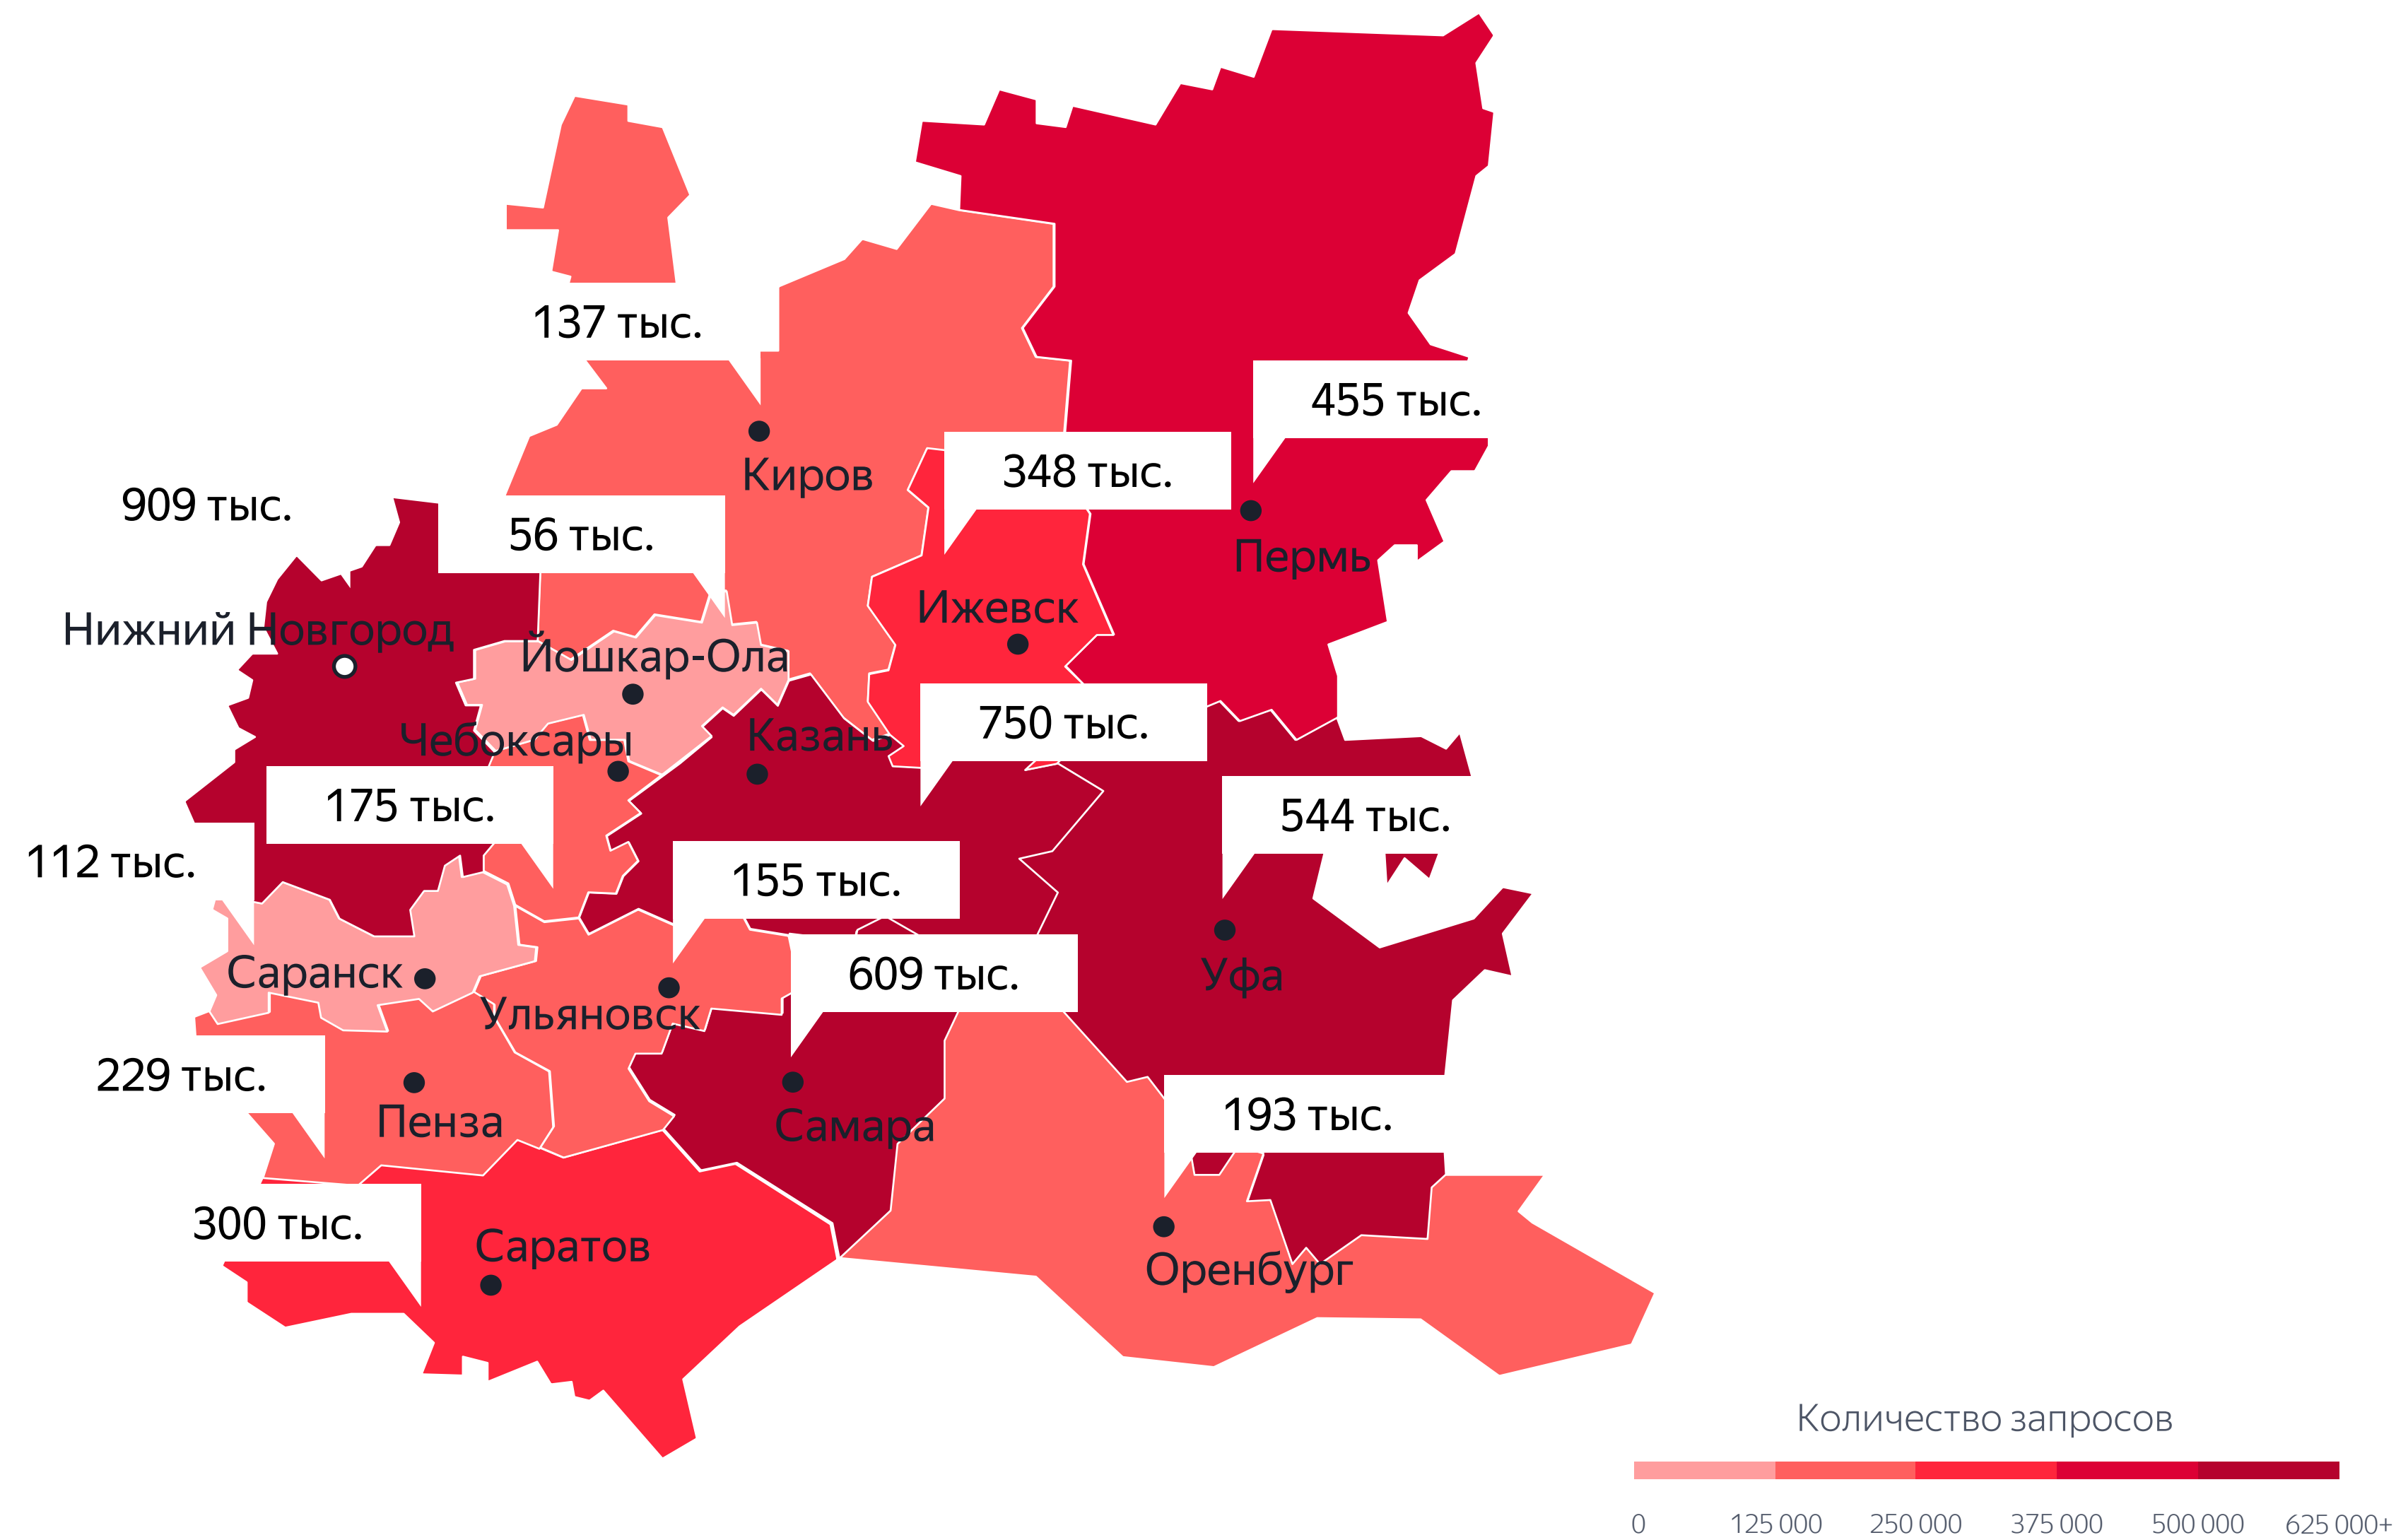 137 тыс.
455 тыс.
Киров
348 тыс.
909 тыс.
56 тыс.
Пермь
Ижевск
Нижний Новгород
Йошкар-Ола
750 тыс.
Чебоксары
Казань
175 тыс.
544 тыс.
112 тыс.
155 тыс.
Саранск
609 тыс.
Уфа
Ульяновск
229 тыс.
Пенза
Самара
193 тыс.
300 тыс.
Саратов
Оренбург
Количество запросов
0 125 000 250 000 375 000 500 000 625 000+